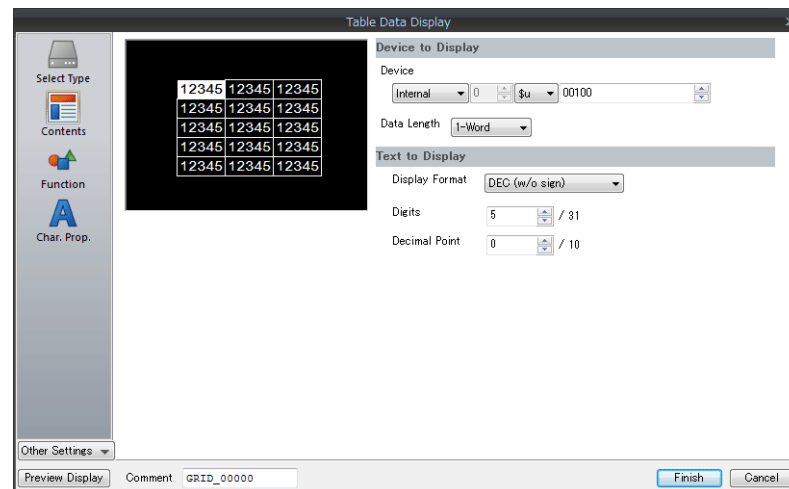 Table Data Display
Select Type
Contents
Function
Char. Prop.
Other Settings
12345 12345 12345
12345 12345 12345
12345 12345 12345
12345 12345 12345
12345 12345 12345
Device to Display
Device
Internal 0 $u 00100
Data Length 1-Word
Text to Display
Display Format DEC (w/o sign)
Digits 5 / 31
Decimal Point 0 / 10
Preview Display Comment GRID_00000 Finish Cancel